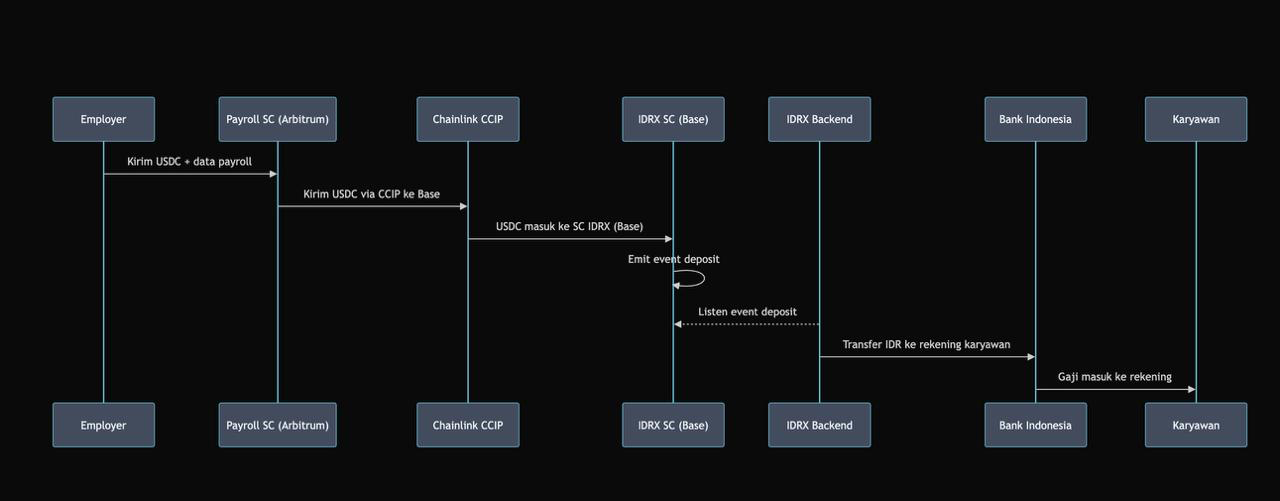 Employer
Payroll SC (Arbitrum)
Chainlink CCIP
IDRX SC (Base)
IDRX Backend
Bank Indonesia
Karyawan
Kirim USDC + data payroll
Kirim USDC via CCIP ke Base
USDC masuk ke SC IDRX (Base)
Emit event deposit
Listen event deposit
Transfer IDR ke rekening karyawan
Gaji masuk ke rekening
Employer
Payroll SC (Arbitrum)
Chainlink CCIP
IDRX SC (Base)
IDRX Backend
Bank Indonesia
Karyawan